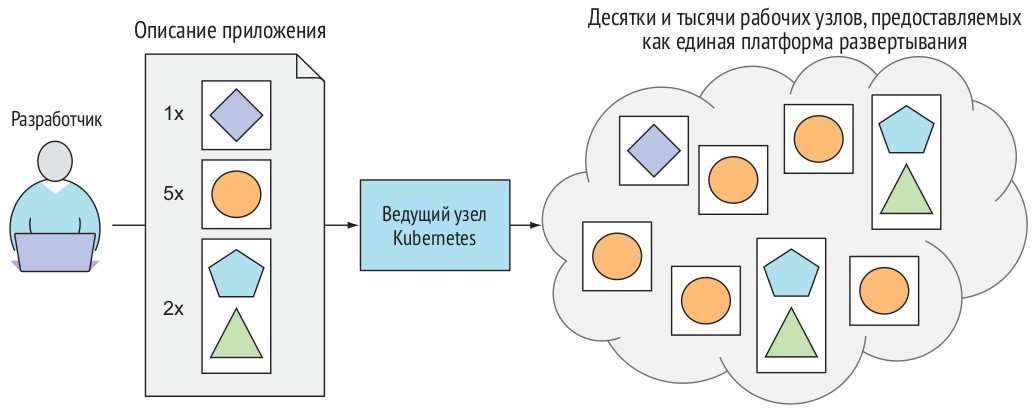 Описание приложения
Десятки и тысячи рабочих узлов, предоставляемых
как единая платформа развертывания
Разработчик
1x
5x
2x
Ведущий узел
Kubernetes